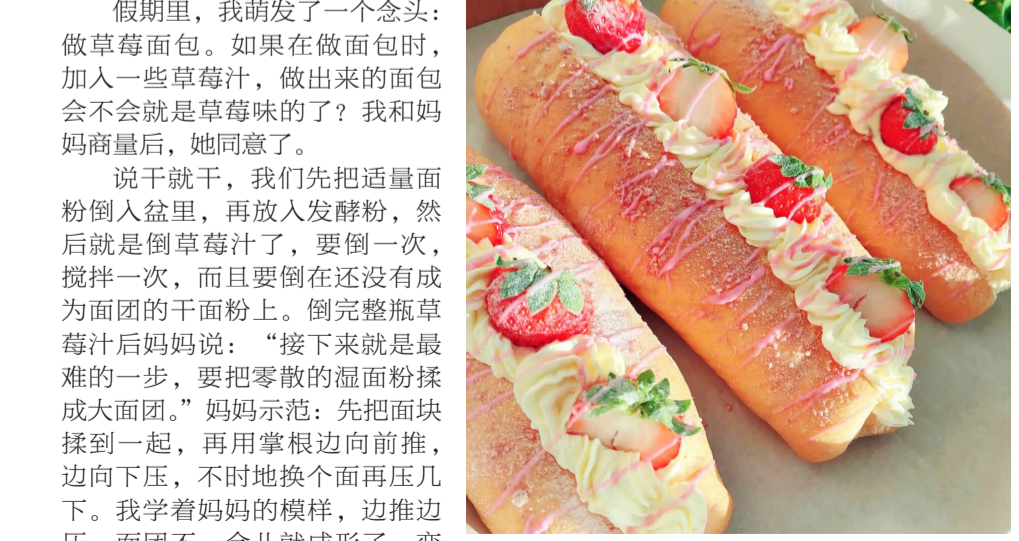 假期里，我萌发了一个念头：
做草莓面包。如果在做面包时，
加入一些草莓汁，做出来的面包
会不会就是草莓味的了？我和妈
妈商量后，她同意了。
说干就干，我们先把适量面
粉倒入盆里，再放入发酵粉，然
后就是倒草莓汁了，要倒一次，
搅拌一次，而且要倒在还没有成
为面团的干面粉上。倒完整瓶草
莓汁后妈妈说：“接下来就是最
难的一步，要把零散的湿面粉揉
成大面团。”妈妈示范：先把面块
揉到一起，再用掌根边向前推，
边向下压，不时地换个面再压几
下。我学着妈妈的模样，边推边